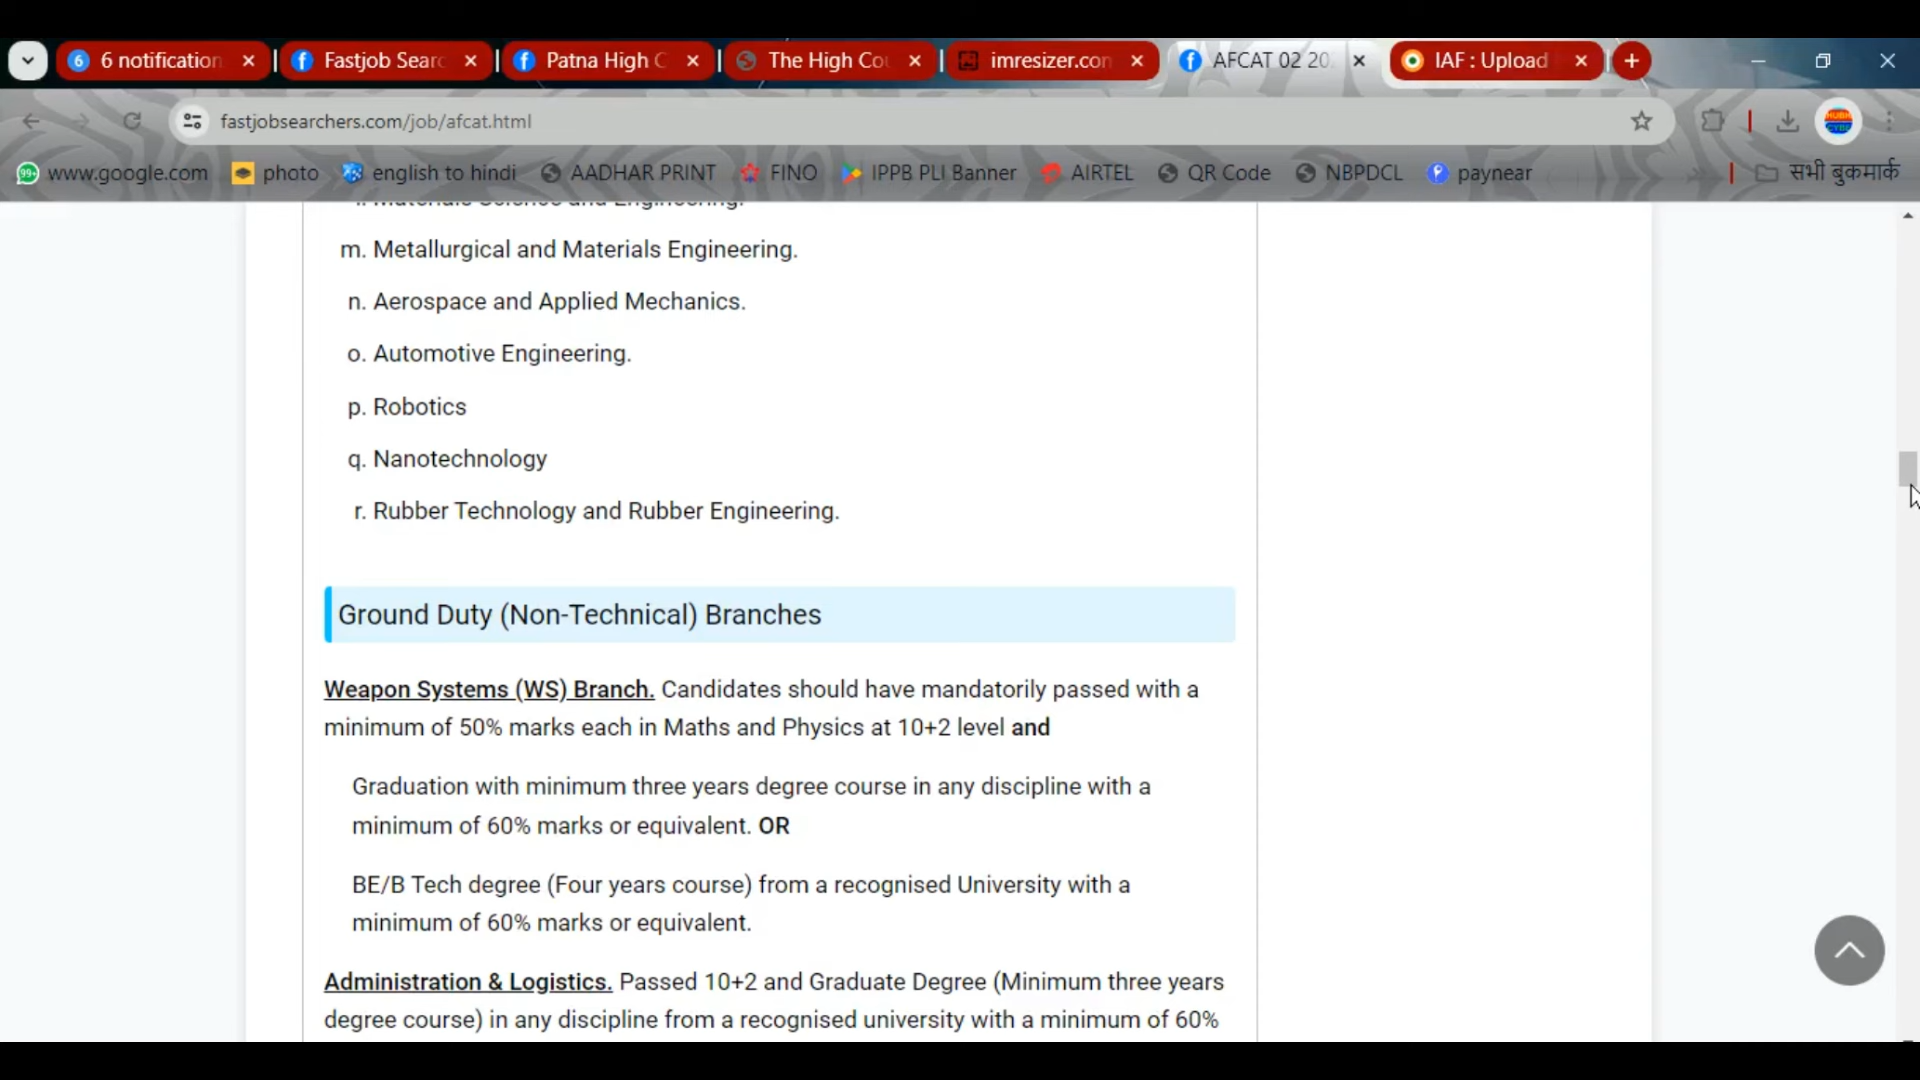 6 notification
Fastjob Sear
Patna High C
The High Co
imresizer.con
AFCAT 02 20
IAF : Upload
fastjobsearchers.com/job/afcat.html
99+ www.google.com
photo
english to hindi
AADHAR PRINT
FINO
IPPB PLI Banner
AIRTEL
QR Code
NBPDCL
paynear
सभी बुकमार्क
l. Materials Science and Engineering.
m. Metallurgical and Materials Engineering.
n. Aerospace and Applied Mechanics.
o. Automotive Engineering.
p. Robotics
q. Nanotechnology
r. Rubber Technology and Rubber Engineering.
Ground Duty (Non-Technical) Branches
Weapon Systems (WS) Branch. Candidates should have mandatorily passed with a
minimum of 50% marks each in Maths and Physics at 10+2 level and
Graduation with minimum three years degree course in any discipline with a
minimum of 60% marks or equivalent. OR
BE/B Tech degree (Four years course) from a recognised University with a
minimum of 60% marks or equivalent.
Administration & Logistics. Passed 10+2 and Graduate Degree (Minimum three years
degree course) in any discipline from a recognised university with a minimum of 60%